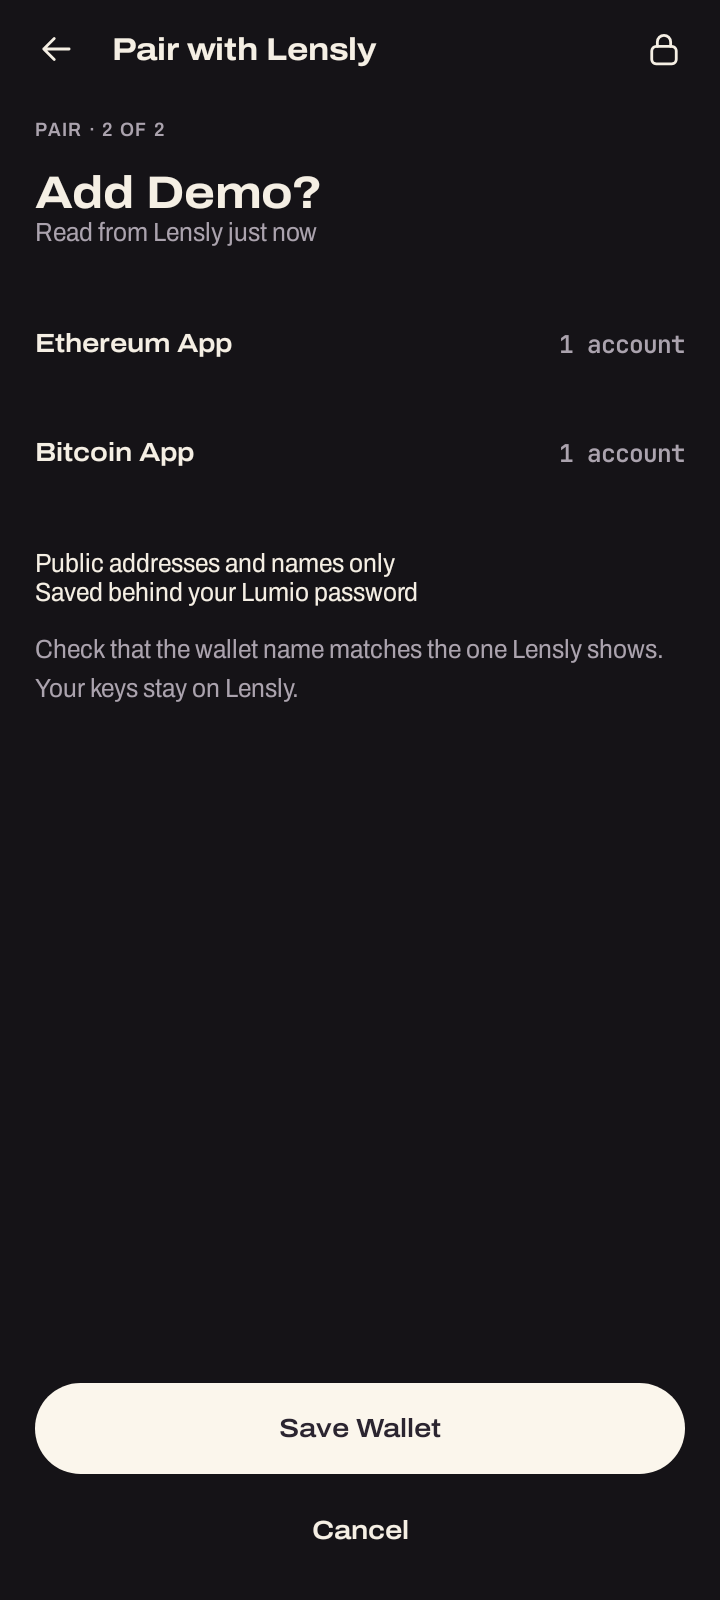 Pair with Lensly
PAIR · 2 OF 2
Add Demo?
Read from Lensly just now
Ethereum App 1 account
Bitcoin App 1 account
Public addresses and names only
Saved behind your Lumio password
Check that the wallet name matches the one Lensly shows.
Your keys stay on Lensly.
Save Wallet
Cancel